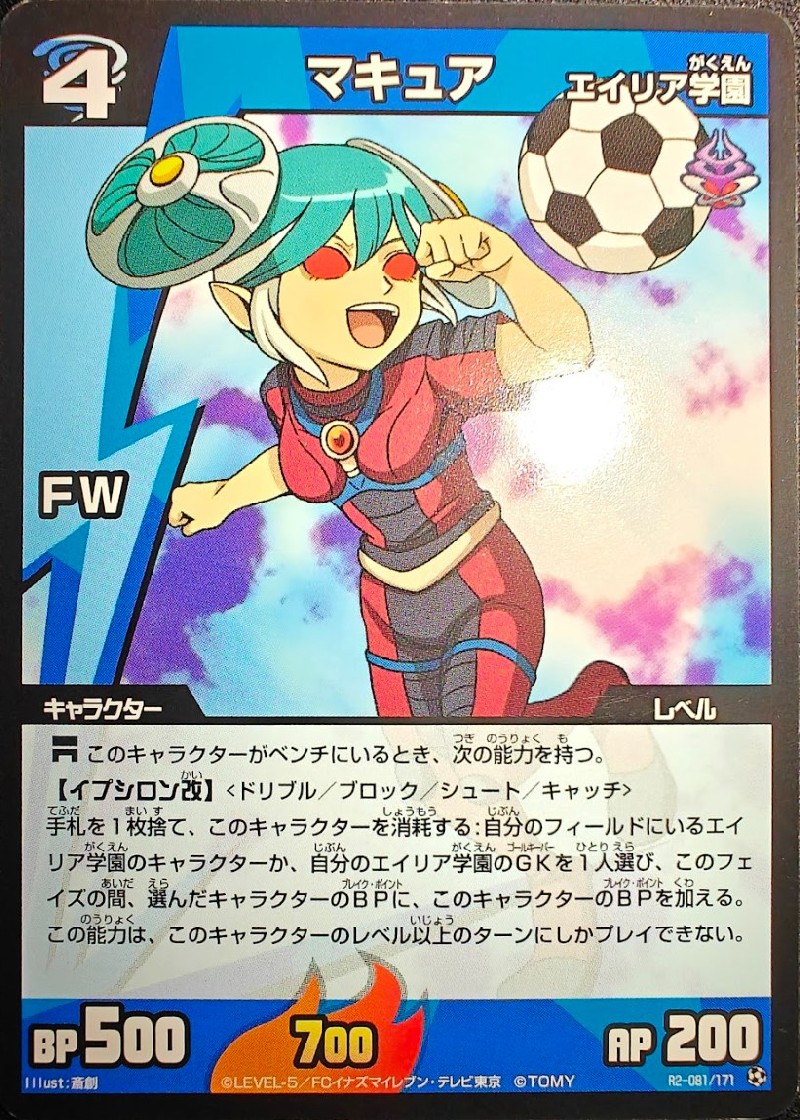 4
マキュア
がくえん
エイリア学園
FW
キャラクター
レベル
つぎ のうりょく も
このキャラクターがベンチにいるとき、次の能力を持つ。
かい
【イプシロン改】<ドリブル/ブロック/シュート/キャッチ>
てふだ まい す しょうもう じぶん
手札を1枚捨て、このキャラクターを消耗する:自分のフィールドにいるエイ
がくえん じぶん がくえん ゴールキーパー ひとり えら
リア学園のキャラクターか、自分のエイリア学園のGKを1人選び、このフェ
あいだ えら ブレイク・ポイント ブレイク・ポイント くわ
イズの間、選んだキャラクターのBPに、このキャラクターのBPを加える。
のうりょく いじょう
この能力は、このキャラクターのレベル以上のターンにしかプレイできない。
BP500
700
AP 200
Illust:斎創
©LEVEL-5/FCイナズマイレブン・テレビ東京 ©TOMY
R2-081/171